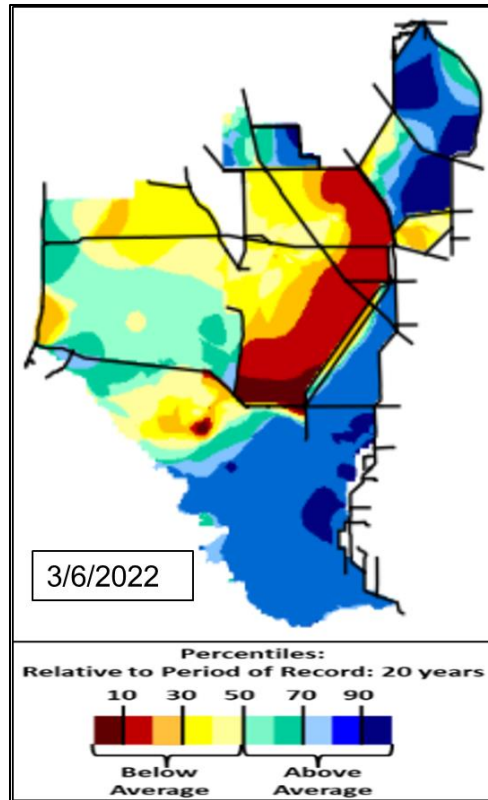 3/6/2022
Percentiles:
Relative to Period of Record: 20 years
10 30 50 70 90
Below Above
Average Average